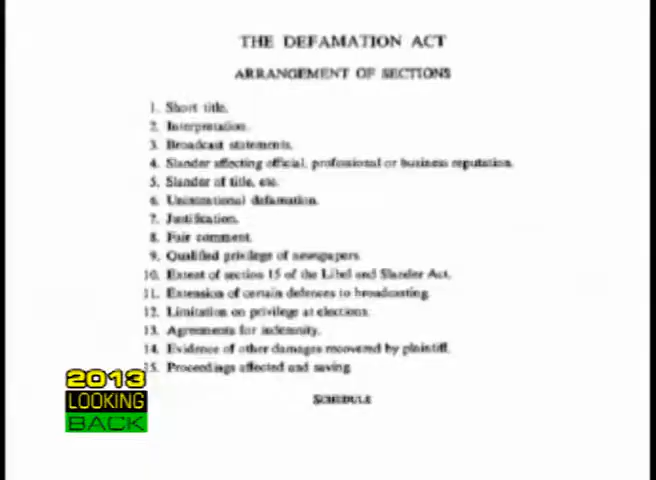 THE DEFAMATION ACT
ARRANGEMENT OF SECTIONS
1. Short title.
2. Interpretation.
3. Broadcast statements.
4. Slander affecting official, professional or business reputation.
5. Slander of title, etc.
6. Unintentional defamation.
7. Justification.
8. Fair comment.
9. Qualified privilege of newspapers.
10. Extent of section 15 of the Libel and Slander Act.
11. Extension of certain defences to broadcasting.
12. Limitation on privilege at elections.
13. Agreements for indemnity.
14. Evidence of other damages recovered by plaintiff.
15. Proceedings affected and saving.
SCHEDULE
2013
LOOKING
BACK